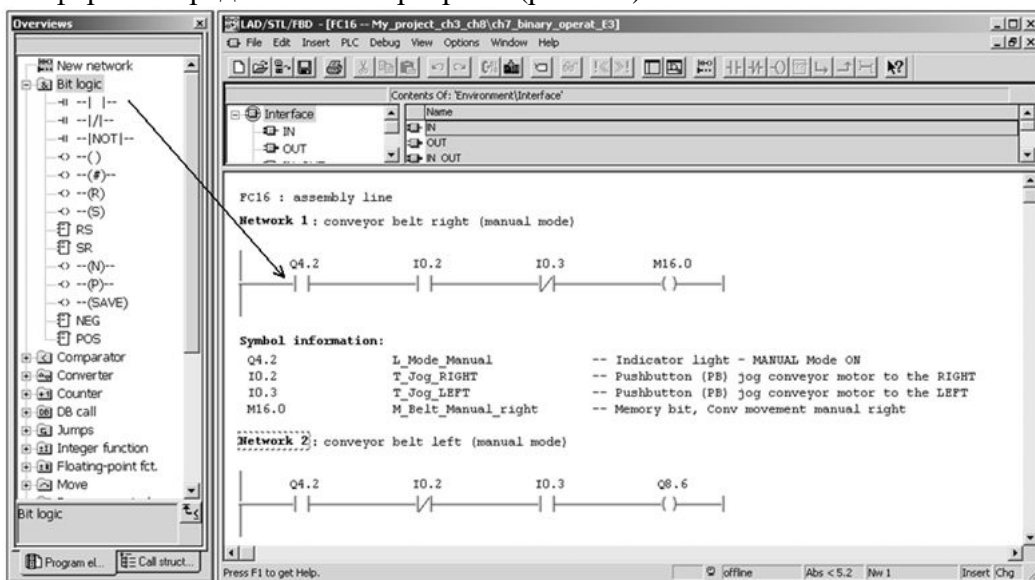 Overviews
New network
Bit logic
--| |--
--|/|--
--|NOT|--
--( )
--(#)--
--(R)
--(S)
RS
SR
--(N)--
--(P)--
--(SAVE)
NEG
POS
Comparator
Converter
Counter
DB call
Jumps
Integer function
Floating-point fct.
Move
Bit logic
Program el...
Call struct...
LAD/STL/FBD - [FC16 -- My_project_ch3_ch8\ch7_binary_operat_E3]
File Edit Insert PLC Debug View Options Window Help
Contents Of: 'Environment\Interface'
Interface
IN
OUT
Name
IN
OUT
IN OUT
FC16 : assembly line
Network 1 : conveyor belt right (manual mode)
Q4.2 I0.2 I0.3 M16.0
Symbol information:
Q4.2 L_Mode_Manual -- Indicator light - MANUAL Mode ON
I0.2 T_Jog_RIGHT -- Pushbutton (PB) jog conveyor motor to the RIGHT
I0.3 T_Jog_LEFT -- Pushbutton (PB) jog conveyor motor to the LEFT
M16.0 M_Belt_Manual_right -- Memory bit, Conv movement manual right
Network 2 : conveyor belt left (manual mode)
Q4.2 I0.2 I0.3 Q8.6
Press F1 to get Help.
offline Abs < 5.2 Nw 1 Insert Chg